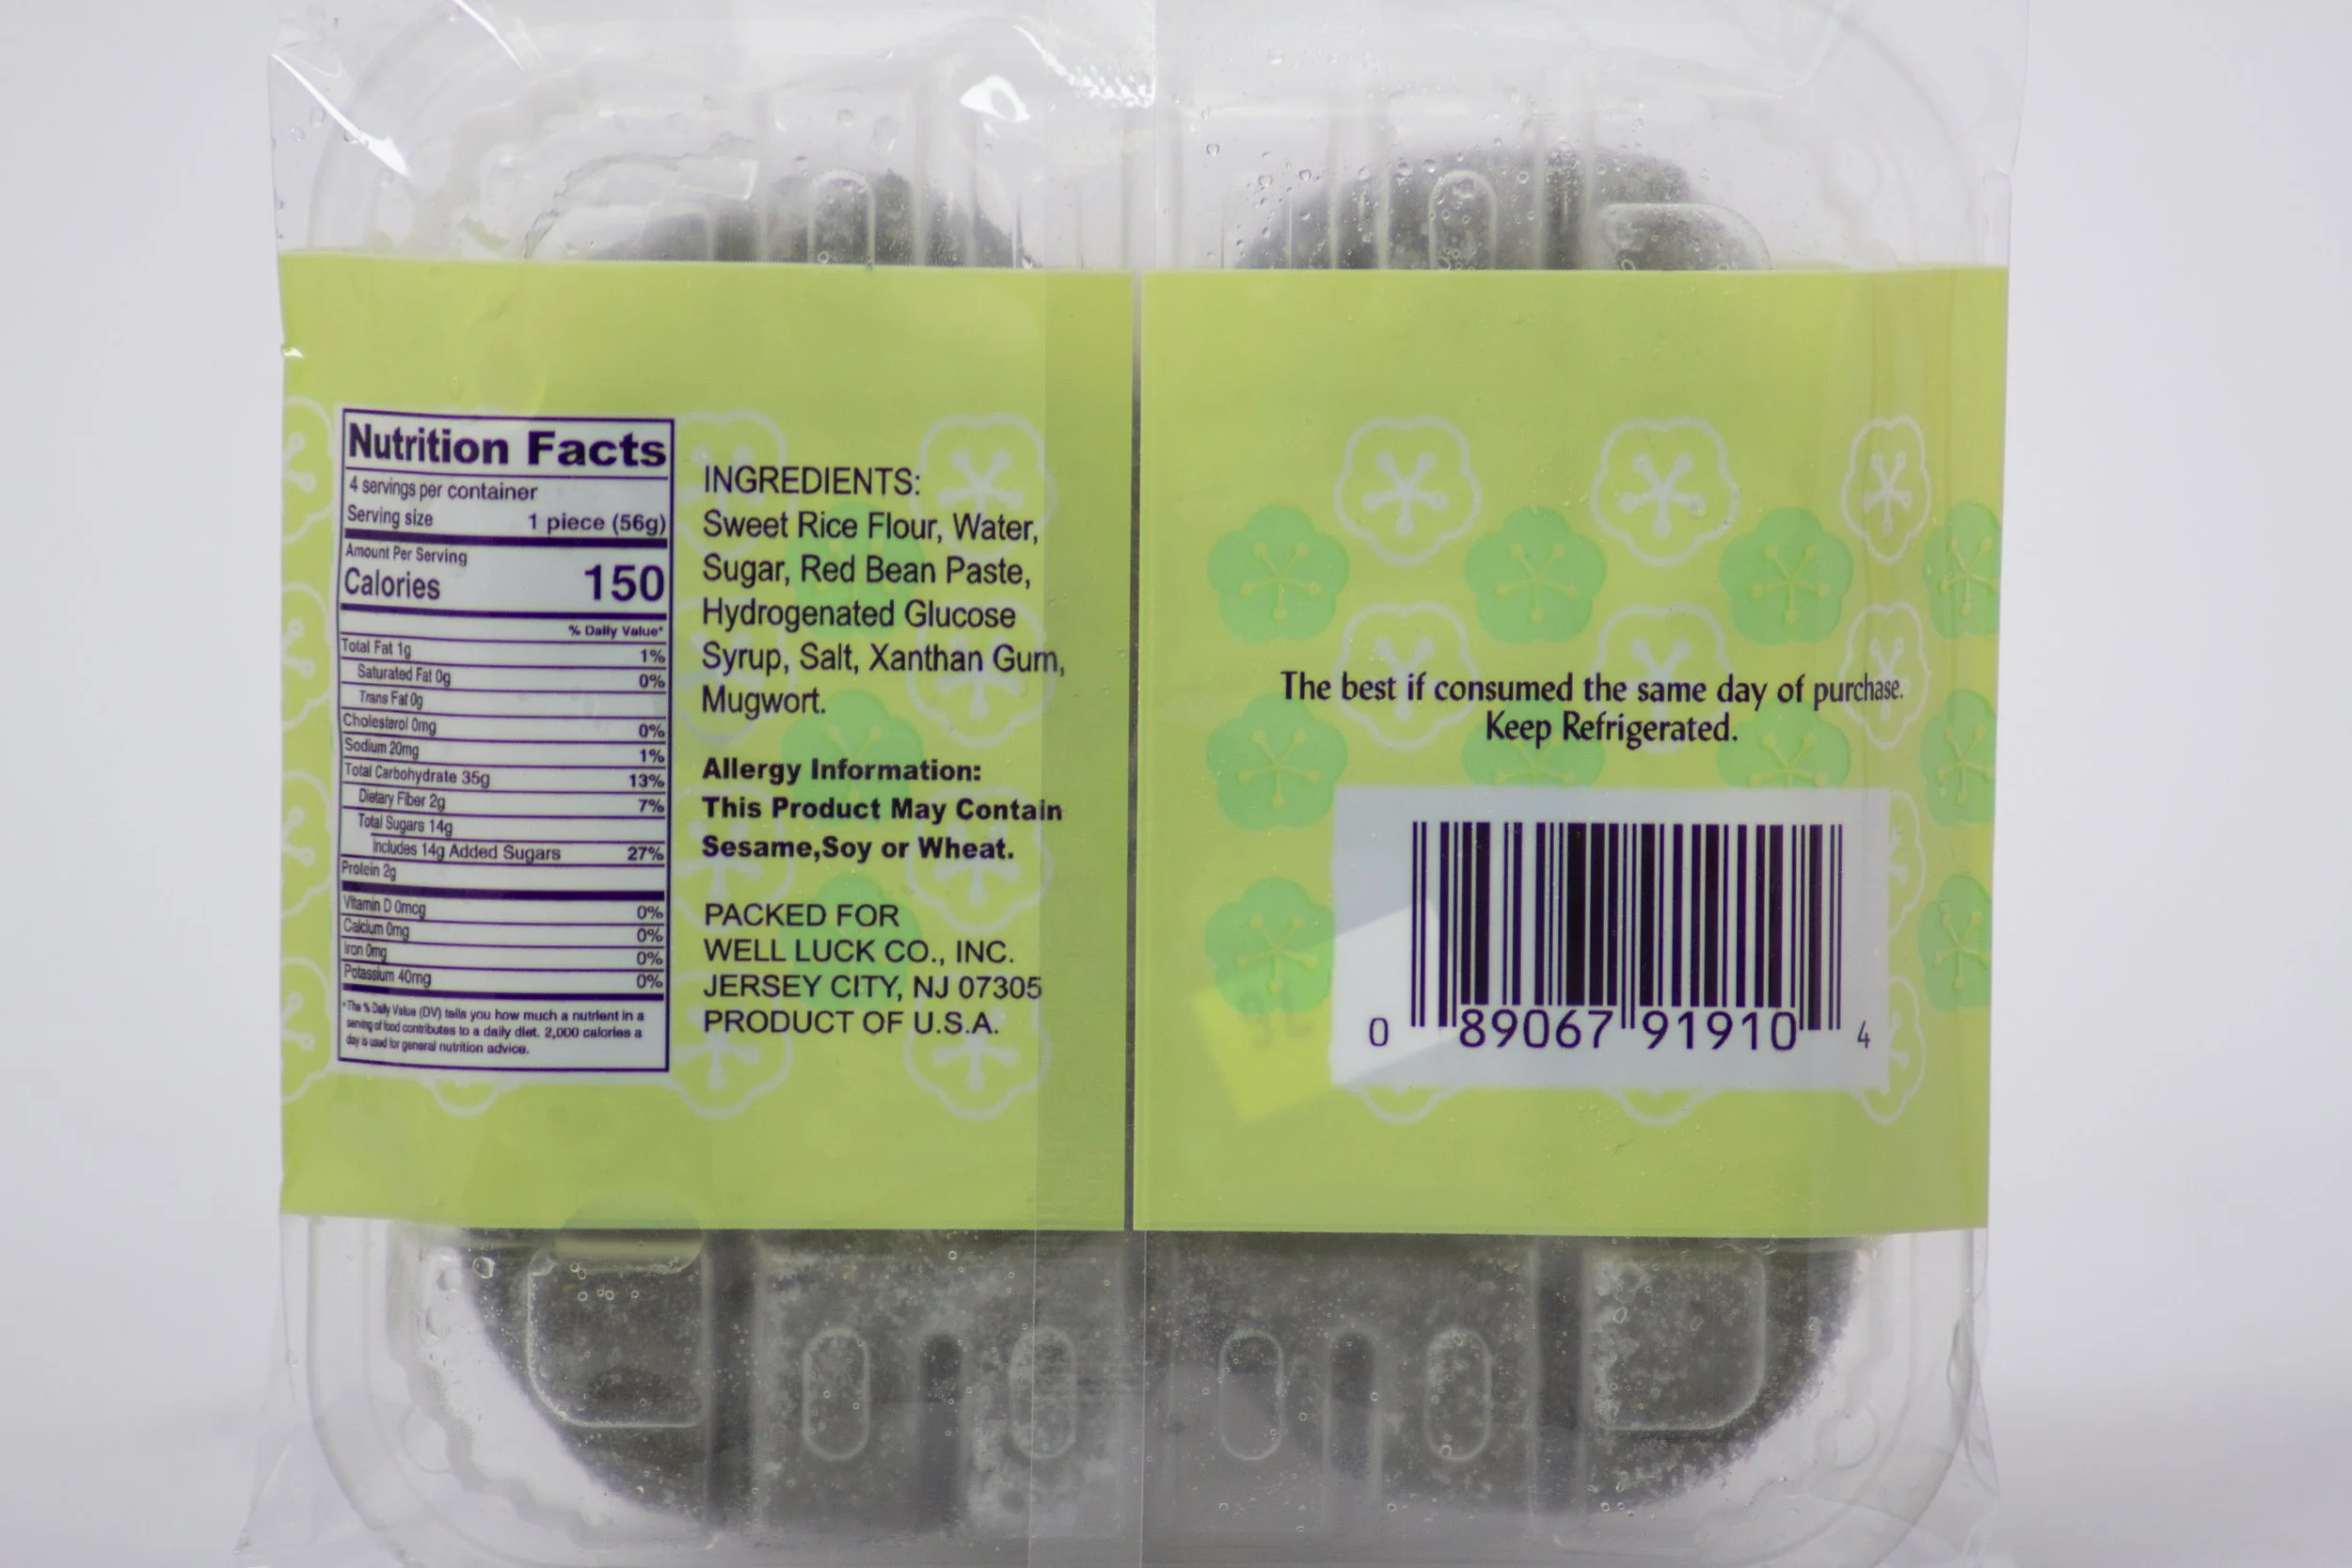 Nutrition Facts
4 servings per container
Serving size 1 piece (56g)
Amount Per Serving
Calories 150
% Daily Value*
Total Fat 1g 1%
Saturated Fat 0g 0%
Trans Fat 0g
Cholesterol 0mg 0%
Sodium 20mg 1%
Total Carbohydrate 35g 13%
Dietary Fiber 2g 7%
Total Sugars 14g
Includes 14g Added Sugars 27%
Protein 2g
Vitamin D 0mcg 0%
Calcium 0mg 0%
Iron 0mg 0%
Potassium 40mg 0%
*The % Daily Value (DV) tells you how much a nutrient in a
serving of food contributes to a daily diet. 2,000 calories a
day is used for general nutrition advice.
INGREDIENTS:
Sweet Rice Flour, Water,
Sugar, Red Bean Paste,
Hydrogenated Glucose
Syrup, Salt, Xanthan Gum,
Mugwort.
Allergy Information:
This Product May Contain
Sesame,Soy or Wheat.
PACKED FOR
WELL LUCK CO., INC.
JERSEY CITY, NJ 07305
PRODUCT OF U.S.A.
The best if consumed the same day of purchase.
Keep Refrigerated.
0 89067 91910 4